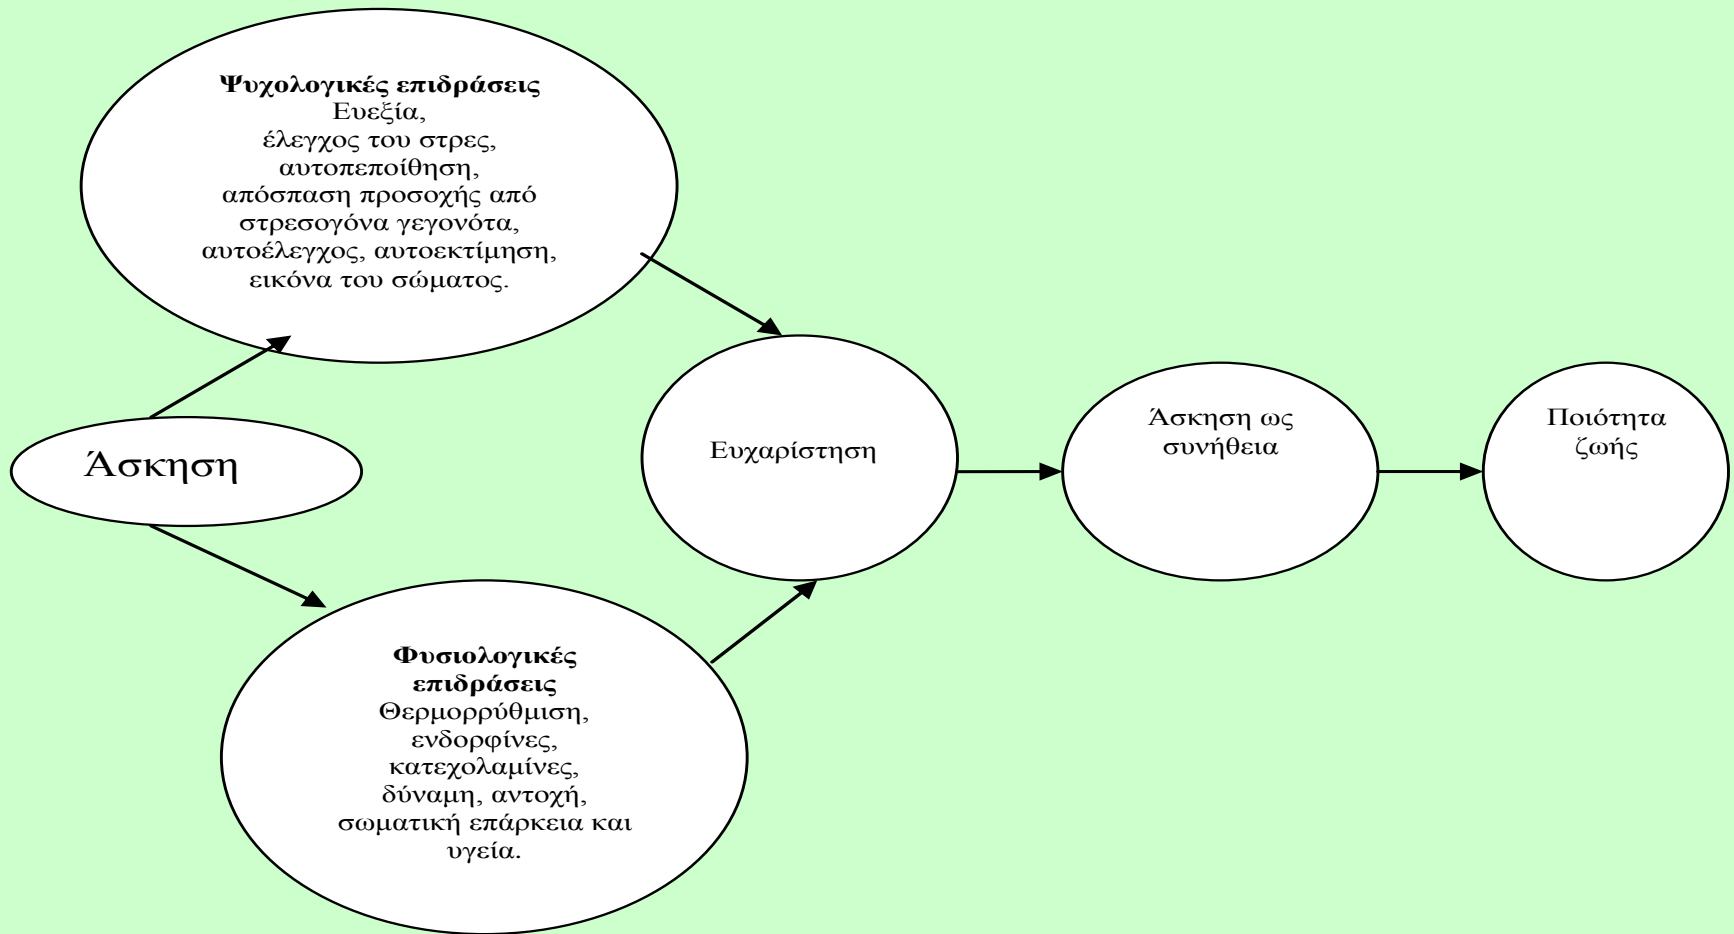 Ψυχολογικές επιδράσεις
Ευεξία,
έλεγχος του στρες,
αυτοπεποίθηση,
απόσπαση προσοχής από
στρεσογόνα γεγονότα,
αυτοέλεγχος, αυτοεκτίμηση,
εικόνα του σώματος.
Άσκηση
Φυσιολογικές
επιδράσεις
Θερμορρύθμιση,
ενδορφίνες,
κατεχολαμίνες,
δύναμη, αντοχή,
σωματική επάρκεια και
υγεία.
Ευχαρίστηση
Άσκηση ως
συνήθεια
Ποιότητα
ζωής